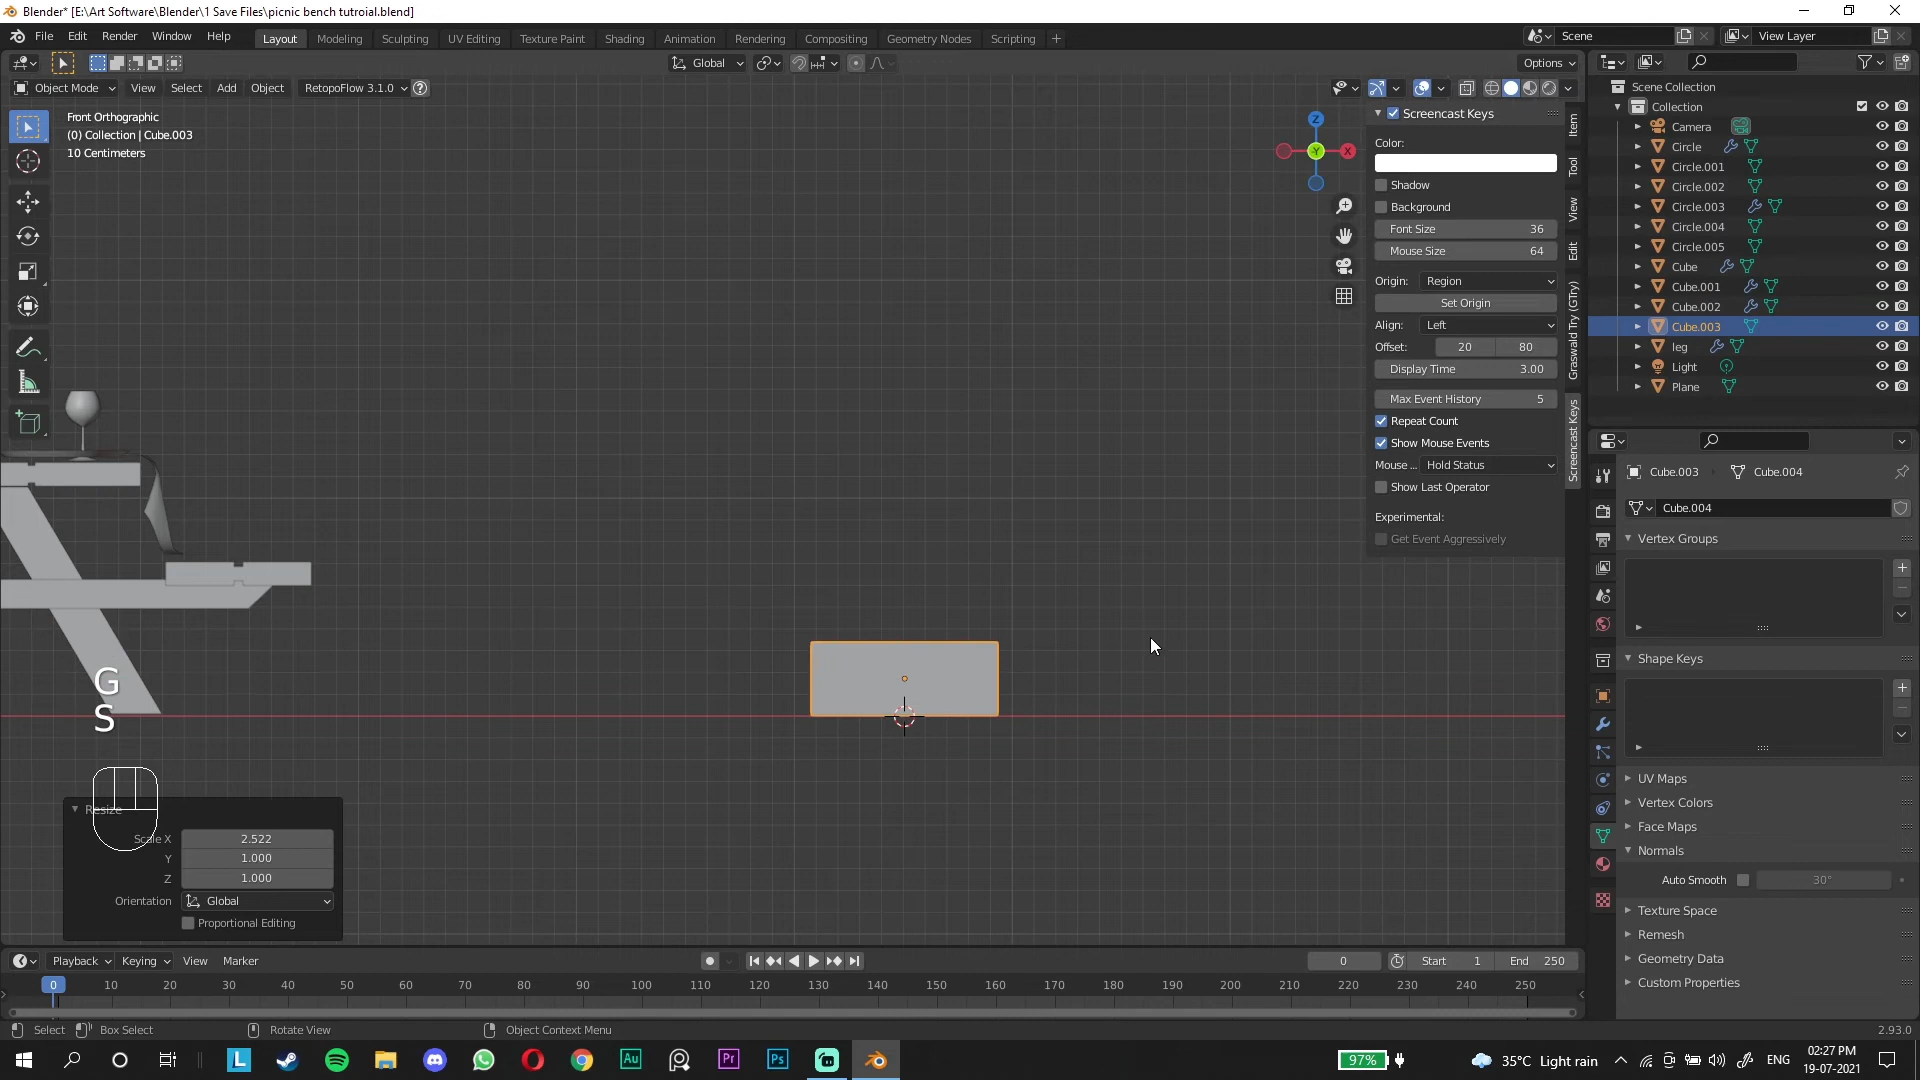 Blender* [E:\Art Software\Blender\1 Save Files\picnic bench tutroial.blend]
File Edit Render Window Help Layout Modeling Sculpting UV Editing Texture Paint Shading Animation Rendering Compositing Geometry Nodes Scripting + Scene View Layer
Global Options
Object Mode View Select Add Object RetopoFlow 3.1.0 ?
Front Orthographic
(0) Collection | Cube.003
10 Centimeters
Z
Y
X
Screencast Keys
Color:
Shadow
Background
Font Size 36
Mouse Size 64
Origin: Region
Set Origin
Align: Left
Offset: 20 80
Display Time 3.00
Max Event History 5
Repeat Count
Show Mouse Events
Mouse ... Hold Status
Show Last Operator
Experimental:
Get Event Aggressively
Item
Tool
View
Edit
Graswald Try (GTry)
Screencast Keys
Scene Collection
Collection
Camera
Circle
Circle.001
Circle.002
Circle.003
Circle.004
Circle.005
Cube
Cube.001
Cube.002
Cube.003
leg
Light
Plane
Cube.003 Cube.004
Cube.004
Vertex Groups
Shape Keys
UV Maps
Vertex Colors
Face Maps
Normals
Auto Smooth 30°
Texture Space
Remesh
Geometry Data
Custom Properties
G
S
Resize
Scale X 2.522
Y 1.000
Z 1.000
Orientation Global
Proportional Editing
Playback Keying View Marker 0 Start 1 End 250
0 10 20 30 40 50 60 70 80 90 100 110 120 130 140 150 160 170 180 190 200 210 220 230 240 250
Select Box Select Rotate View Object Context Menu 2.93.0
L Au Pr Ps 97% 35°C Light rain ENG 02:27 PM
19-07-2021